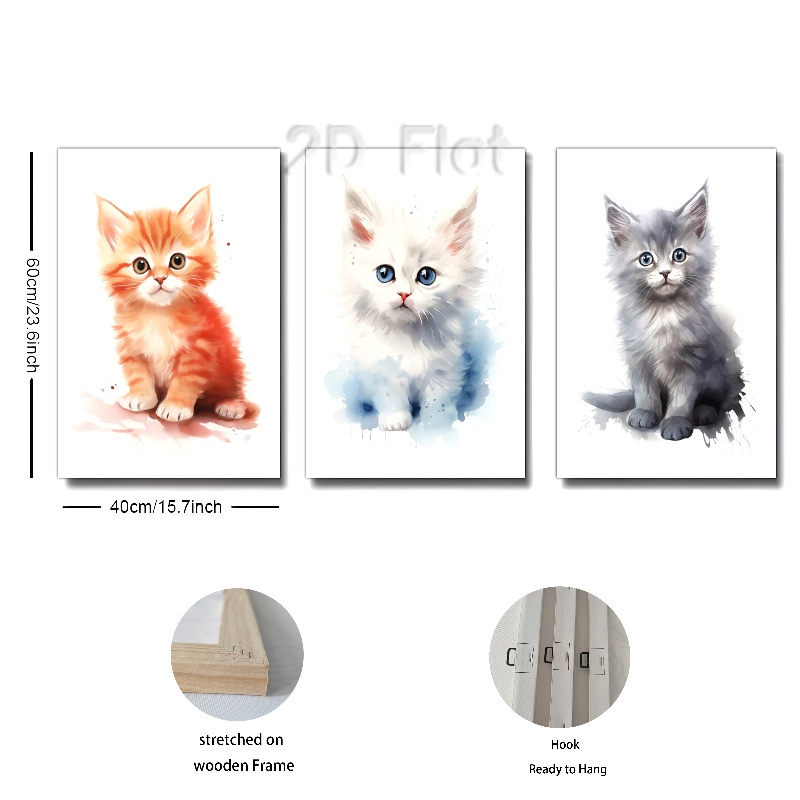 2D Flat
60cm/23.6inch
40cm/15.7inch
stretched on
wooden Frame
Hook
Ready to Hang